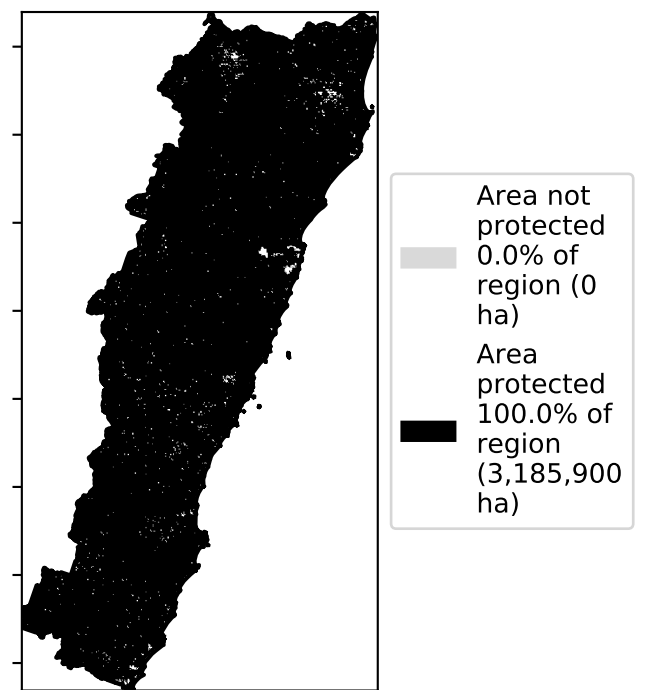 Area not
protected
0.0% of
region (0
ha)
Area
protected
100.0% of
region
(3,185,900
ha)